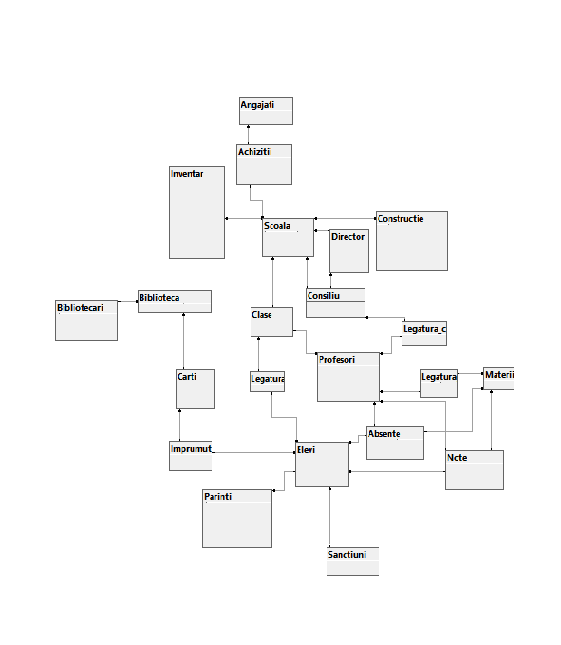 Angajati
Achizitii
Inventar
Scoala
Constructie
Director
Consiliu
Biblioteca
Bibliotecari
Clase
Legatura_c
Profesori
Carti
Legatura
Legatura
Materii
Absente
Imprumut
Elevi
Note
Parinti
Sanctiuni